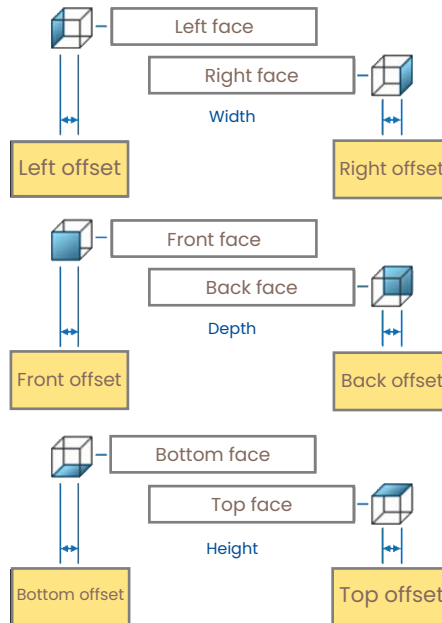 Left face
Right face
Width
Left offset
Right offset
Front face
Back face
Depth
Front offset
Back offset
Bottom face
Top face
Height
Bottom offset
Top offset